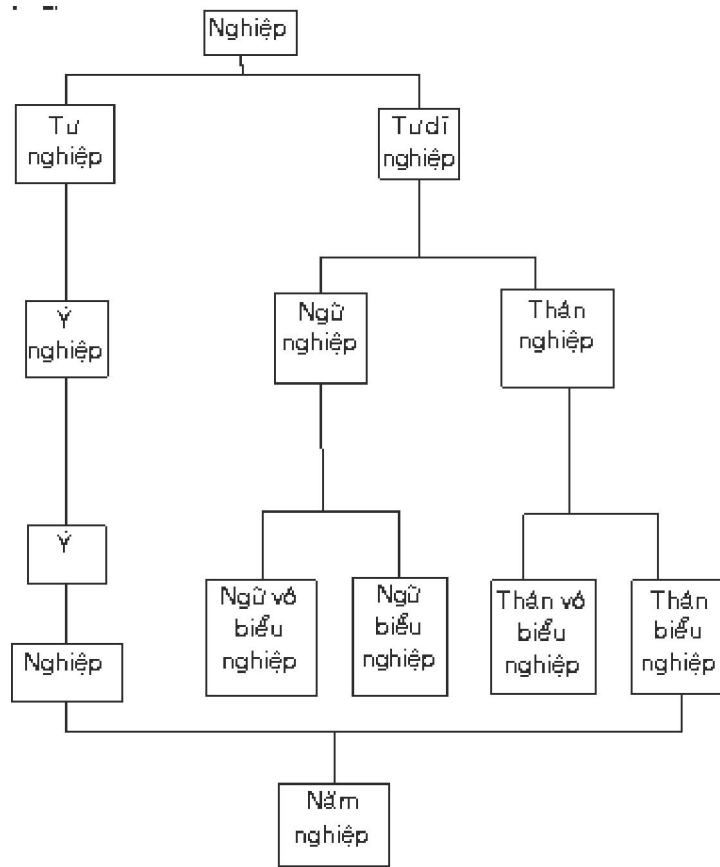 Nghiệp
Tư
nghiệp
Tư dĩ
nghiệp
Ý
nghiệp
Ngữ
nghiệp
Thân
nghiệp
Ý
Ngữ vô
biểu
nghiệp
Ngữ
biểu
nghiệp
Thân vô
biểu
nghiệp
Thân
biểu
nghiệp
Nghiệp
Năm
nghiệp